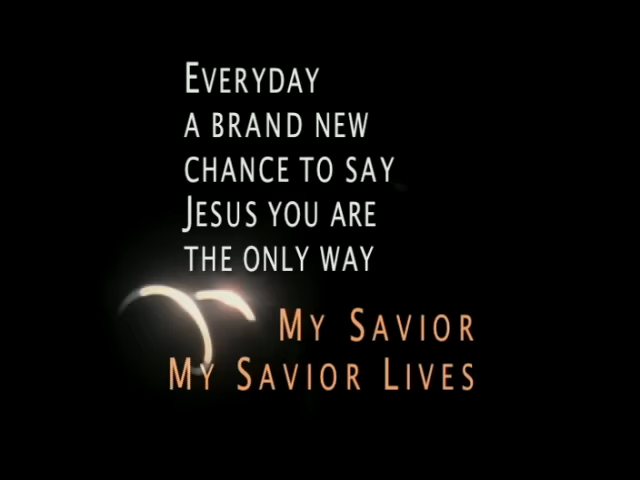 Everyday
a brand new
chance to say
Jesus you are
the only way
My Savior
My Savior Lives